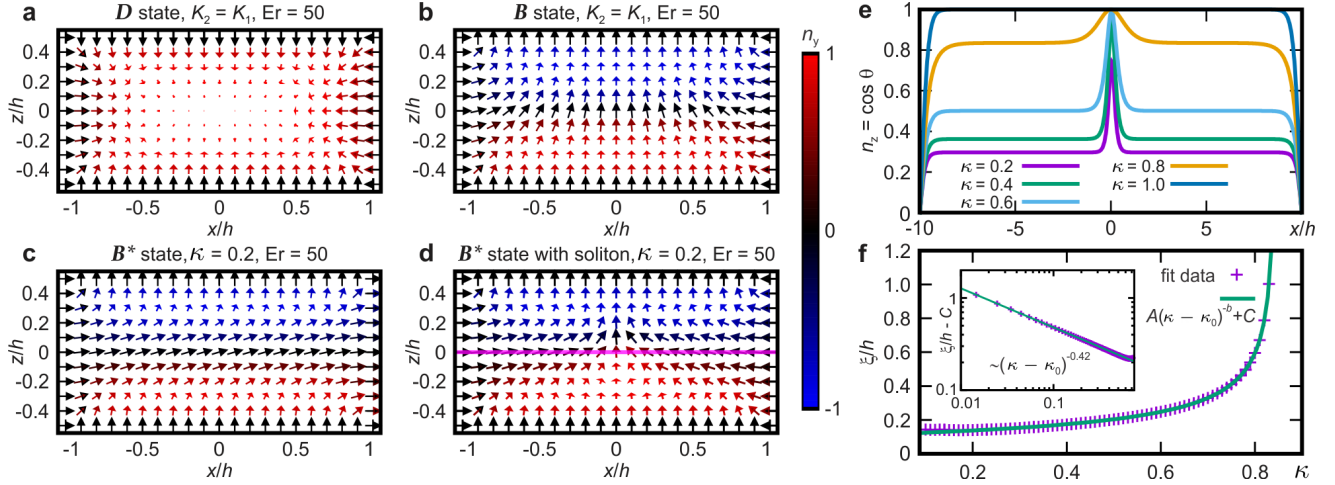 a D state, K₂ = K₁, Er = 50
z/h
0.4
0.2
0
-0.2
-0.4
-1 -0.5 0 0.5 1
x/h
b B state, K₂ = K₁, Er = 50
z/h
0.4
0.2
0
-0.2
-0.4
-1 -0.5 0 0.5 1
x/h
n_y
1
0
-1
c B* state, κ = 0.2, Er = 50
z/h
0.4
0.2
0
-0.2
-0.4
-1 -0.5 0 0.5 1
x/h
d B* state with soliton, κ = 0.2, Er = 50
z/h
0.4
0.2
0
-0.2
-0.4
-1 -0.5 0 0.5 1
x/h
e
n_z = cos θ
1
0.8
0.6
0.4
0.2
0
κ = 0.2 κ = 0.8
κ = 0.4 κ = 1.0
κ = 0.6
-10 -5 0 5 x/h
f
ξ/h
1.2
1.0
0.8
0.6
0.4
0.2
0
fit data
A(κ − κ₀)^-b+C
ξ/h - C
1
0.1
~(κ − κ₀)^-0.42
0.01 0.1
0.2 0.4 0.6 0.8 κ